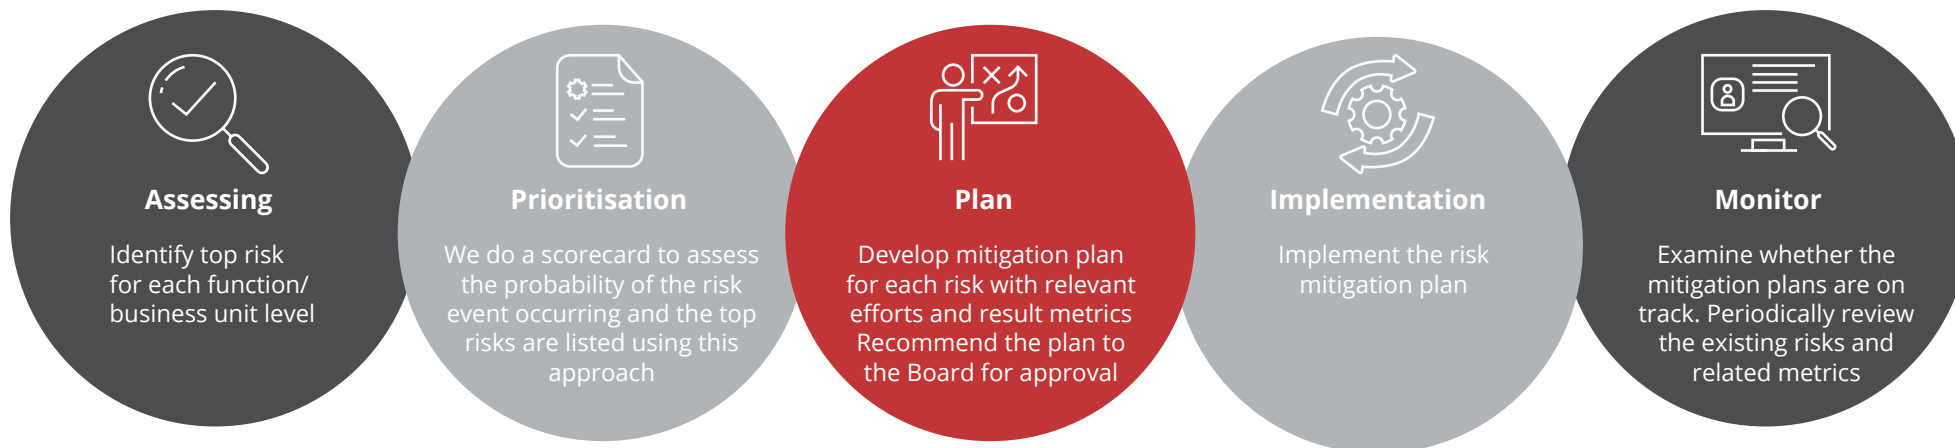 Assessing
Identify top risk
for each function/
business unit level
Prioritisation
We do a scorecard to assess
the probability of the risk
event occurring and the top
risks are listed using this
approach
Plan
Develop mitigation plan
for each risk with relevant
efforts and result metrics
Recommend the plan to
the Board for approval
Implementation
Implement the risk
mitigation plan
Monitor
Examine whether the
mitigation plans are on
track. Periodically review
the existing risks and
related metrics